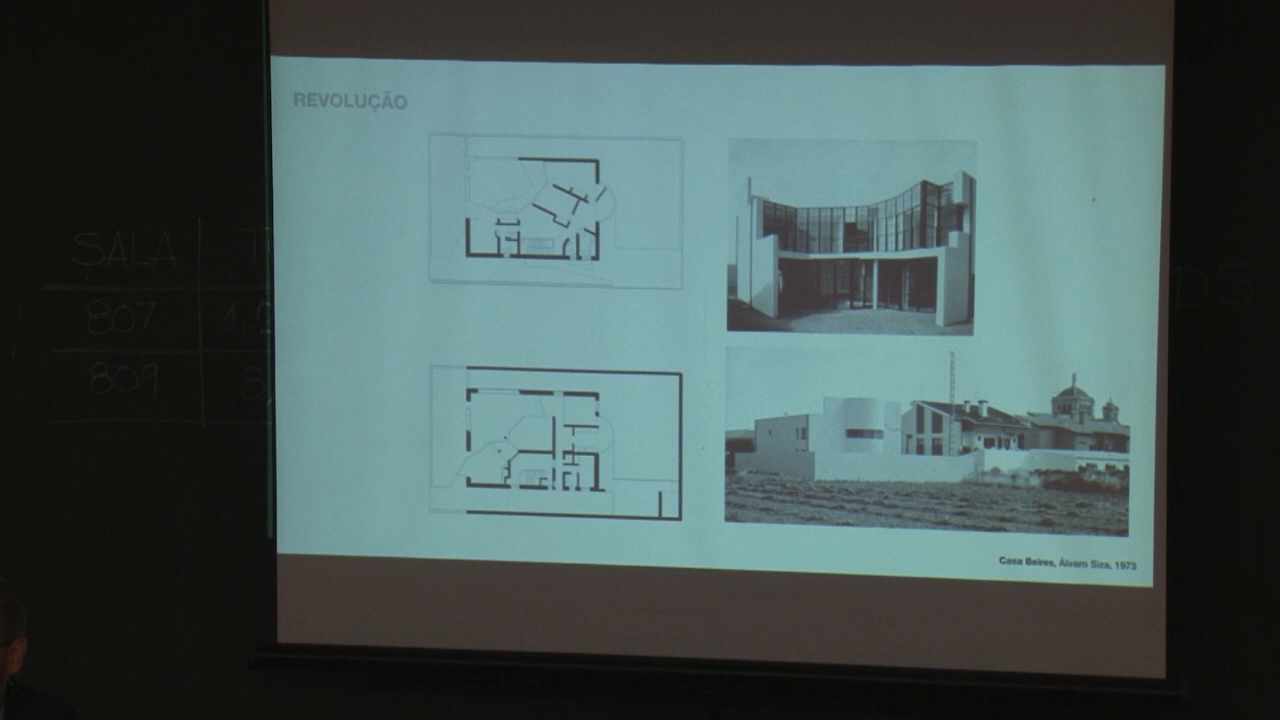 REVOLUÇÃO
SALA
807
809
Casa Beires, Álvaro Siza, 1973